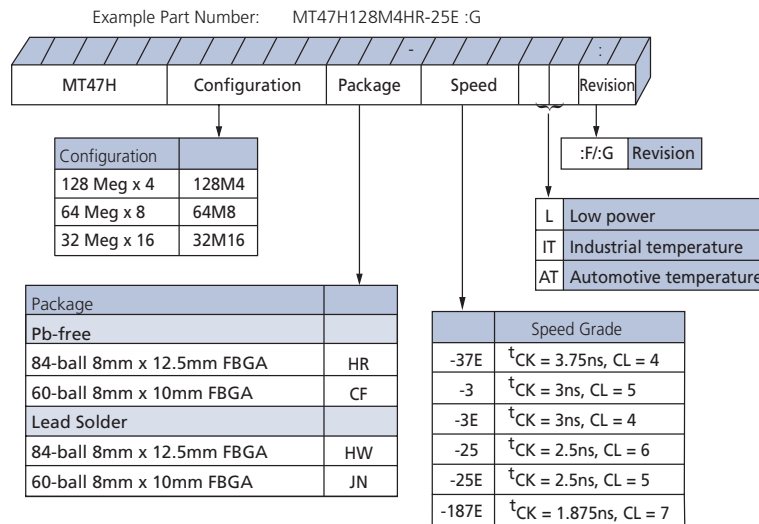 Example Part Number: MT47H128M4HR-25E :G
- :
MT47H Configuration Package Speed Revision
Configuration
128 Meg x 4 128M4
64 Meg x 8 64M8
32 Meg x 16 32M16
:F/:G Revision
L Low power
IT Industrial temperature
AT Automotive temperature
Package
Pb-free
84-ball 8mm x 12.5mm FBGA HR
60-ball 8mm x 10mm FBGA CF
Lead Solder
84-ball 8mm x 12.5mm FBGA HW
60-ball 8mm x 10mm FBGA JN
Speed Grade
-37E tCK = 3.75ns, CL = 4
-3 tCK = 3ns, CL = 5
-3E tCK = 3ns, CL = 4
-25 tCK = 2.5ns, CL = 6
-25E tCK = 2.5ns, CL = 5
-187E tCK = 1.875ns, CL = 7